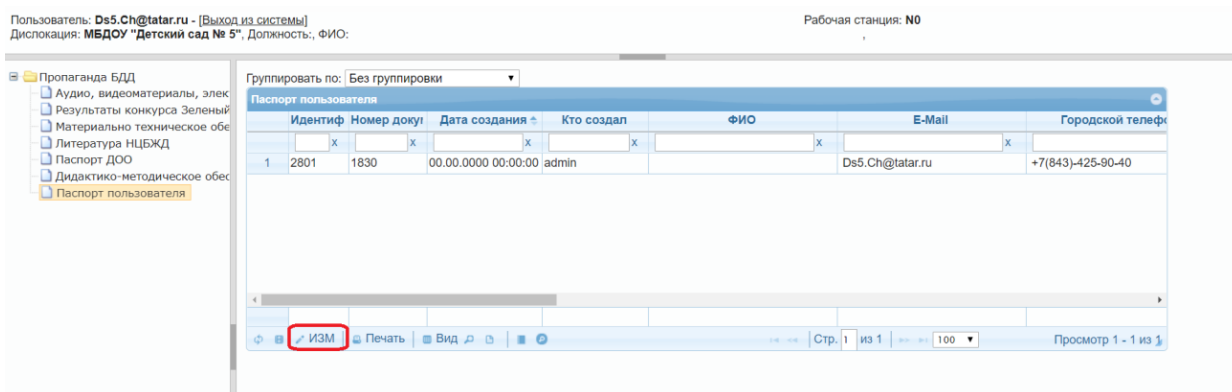 Пользователь: Ds5.Ch@tatar.ru - [Выход из системы]
Рабочая станция: N0
Дислокация: МБДОУ "Детский сад № 5", Должность:, ФИО:
,
Пропаганда БДД
Аудио, видеоматериалы, элек
Результаты конкурса Зеленый
Материально техническое обе
Литература НЦБЖД
Паспорт ДОО
Дидактико-методическое обес
Паспорт пользователя
Группировать по: Без группировки
Паспорт пользователя
Идентиф Номер докуг Дата создания Кто создал ФИО E-Mail Городской телефо
x x x x x x
1 2801 1830 00.00.0000 00:00:00 admin Ds5.Ch@tatar.ru +7(843)-425-90-40
ИЗМ Печать Вид Стр. 1 из 1 100 Просмотр 1 - 1 из 1